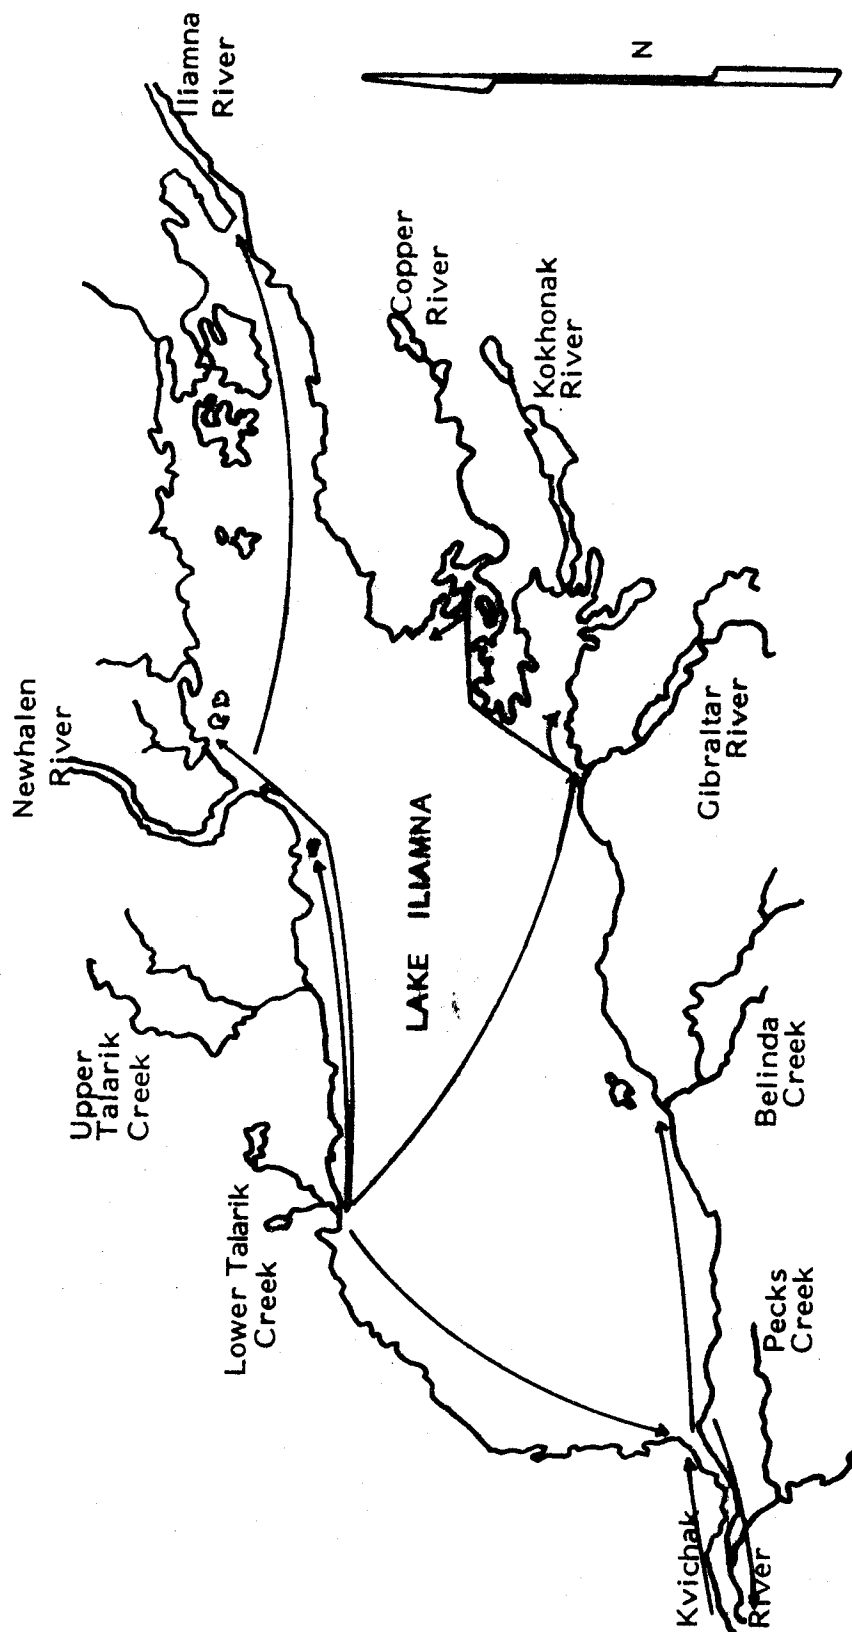 Iliamna
River
N
Copper
River
Kokhonak
River
Newhalen
River
Gibraltar
River
LAKE ILIAMNA
Upper
Talarik
Creek
Belinda
Creek
Lower Talarik
Creek
Pecks
Creek
Kvichak
River